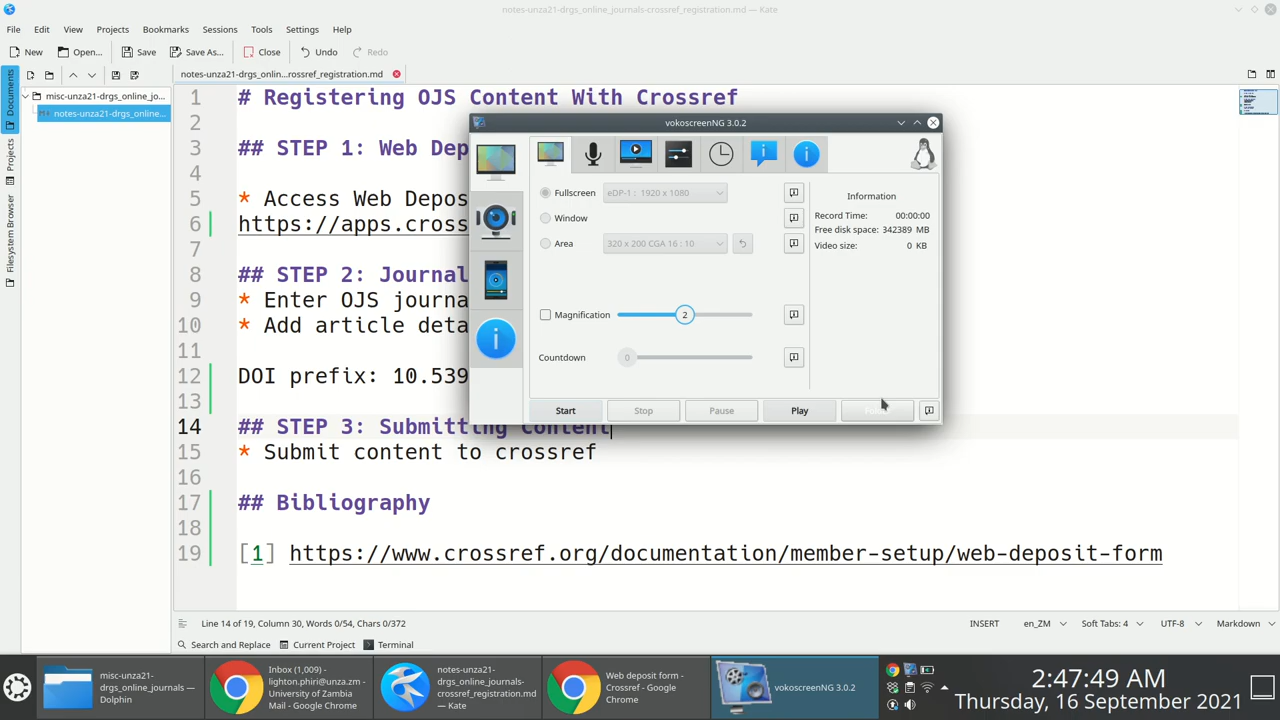 notes-unza21-drgs_online_journals-crossref_registration.md — Kate
File Edit View Projects Bookmarks Sessions Tools Settings Help
New Open... Save Save As... Close Undo Redo
notes-unza21-drgs_onlin...rossref_registration.md
Documents
Projects
Filesystem Browser
misc-unza21-drgs_online_jo...
notes-unza21-drgs_online...
1 # Registering OJS Content With Crossref
2
3 ## STEP 1: Web Dep
4
5 * Access Web Depos
6 https://apps.cross
7
8 ## STEP 2: Journal
9 * Enter OJS journa
10 * Add article deta
11
12 DOI prefix: 10.539
13
14 ## STEP 3: Submitting Content
15 * Submit content to crossref
16
17 ## Bibliography
18
19 [1] https://www.crossref.org/documentation/member-setup/web-deposit-form
vokoscreenNG 3.0.2
Fullscreen eDP-1 : 1920 x 1080
Window
Area 320 x 200 CGA 16 : 10
Magnification 2
Countdown 0
Information
Record Time: 00:00:00
Free disk space: 342389 MB
Video size: 0 KB
Start Stop Pause Play
Line 14 of 19, Column 30, Words 0/54, Chars 0/372 INSERT en_ZM Soft Tabs: 4 UTF-8 Markdown
Search and Replace Current Project Terminal
misc-unza21-
drgs_online_journals —
Dolphin
Inbox (1,009) -
lighton.phiri@unza.zm -
University of Zambia
Mail - Google Chrome
notes-unza21-
drgs_online_journals-
crossref_registration.md
— Kate
Web deposit form -
Crossref - Google
Chrome
vokoscreenNG 3.0.2
2:47:49 AM
Thursday, 16 September 2021